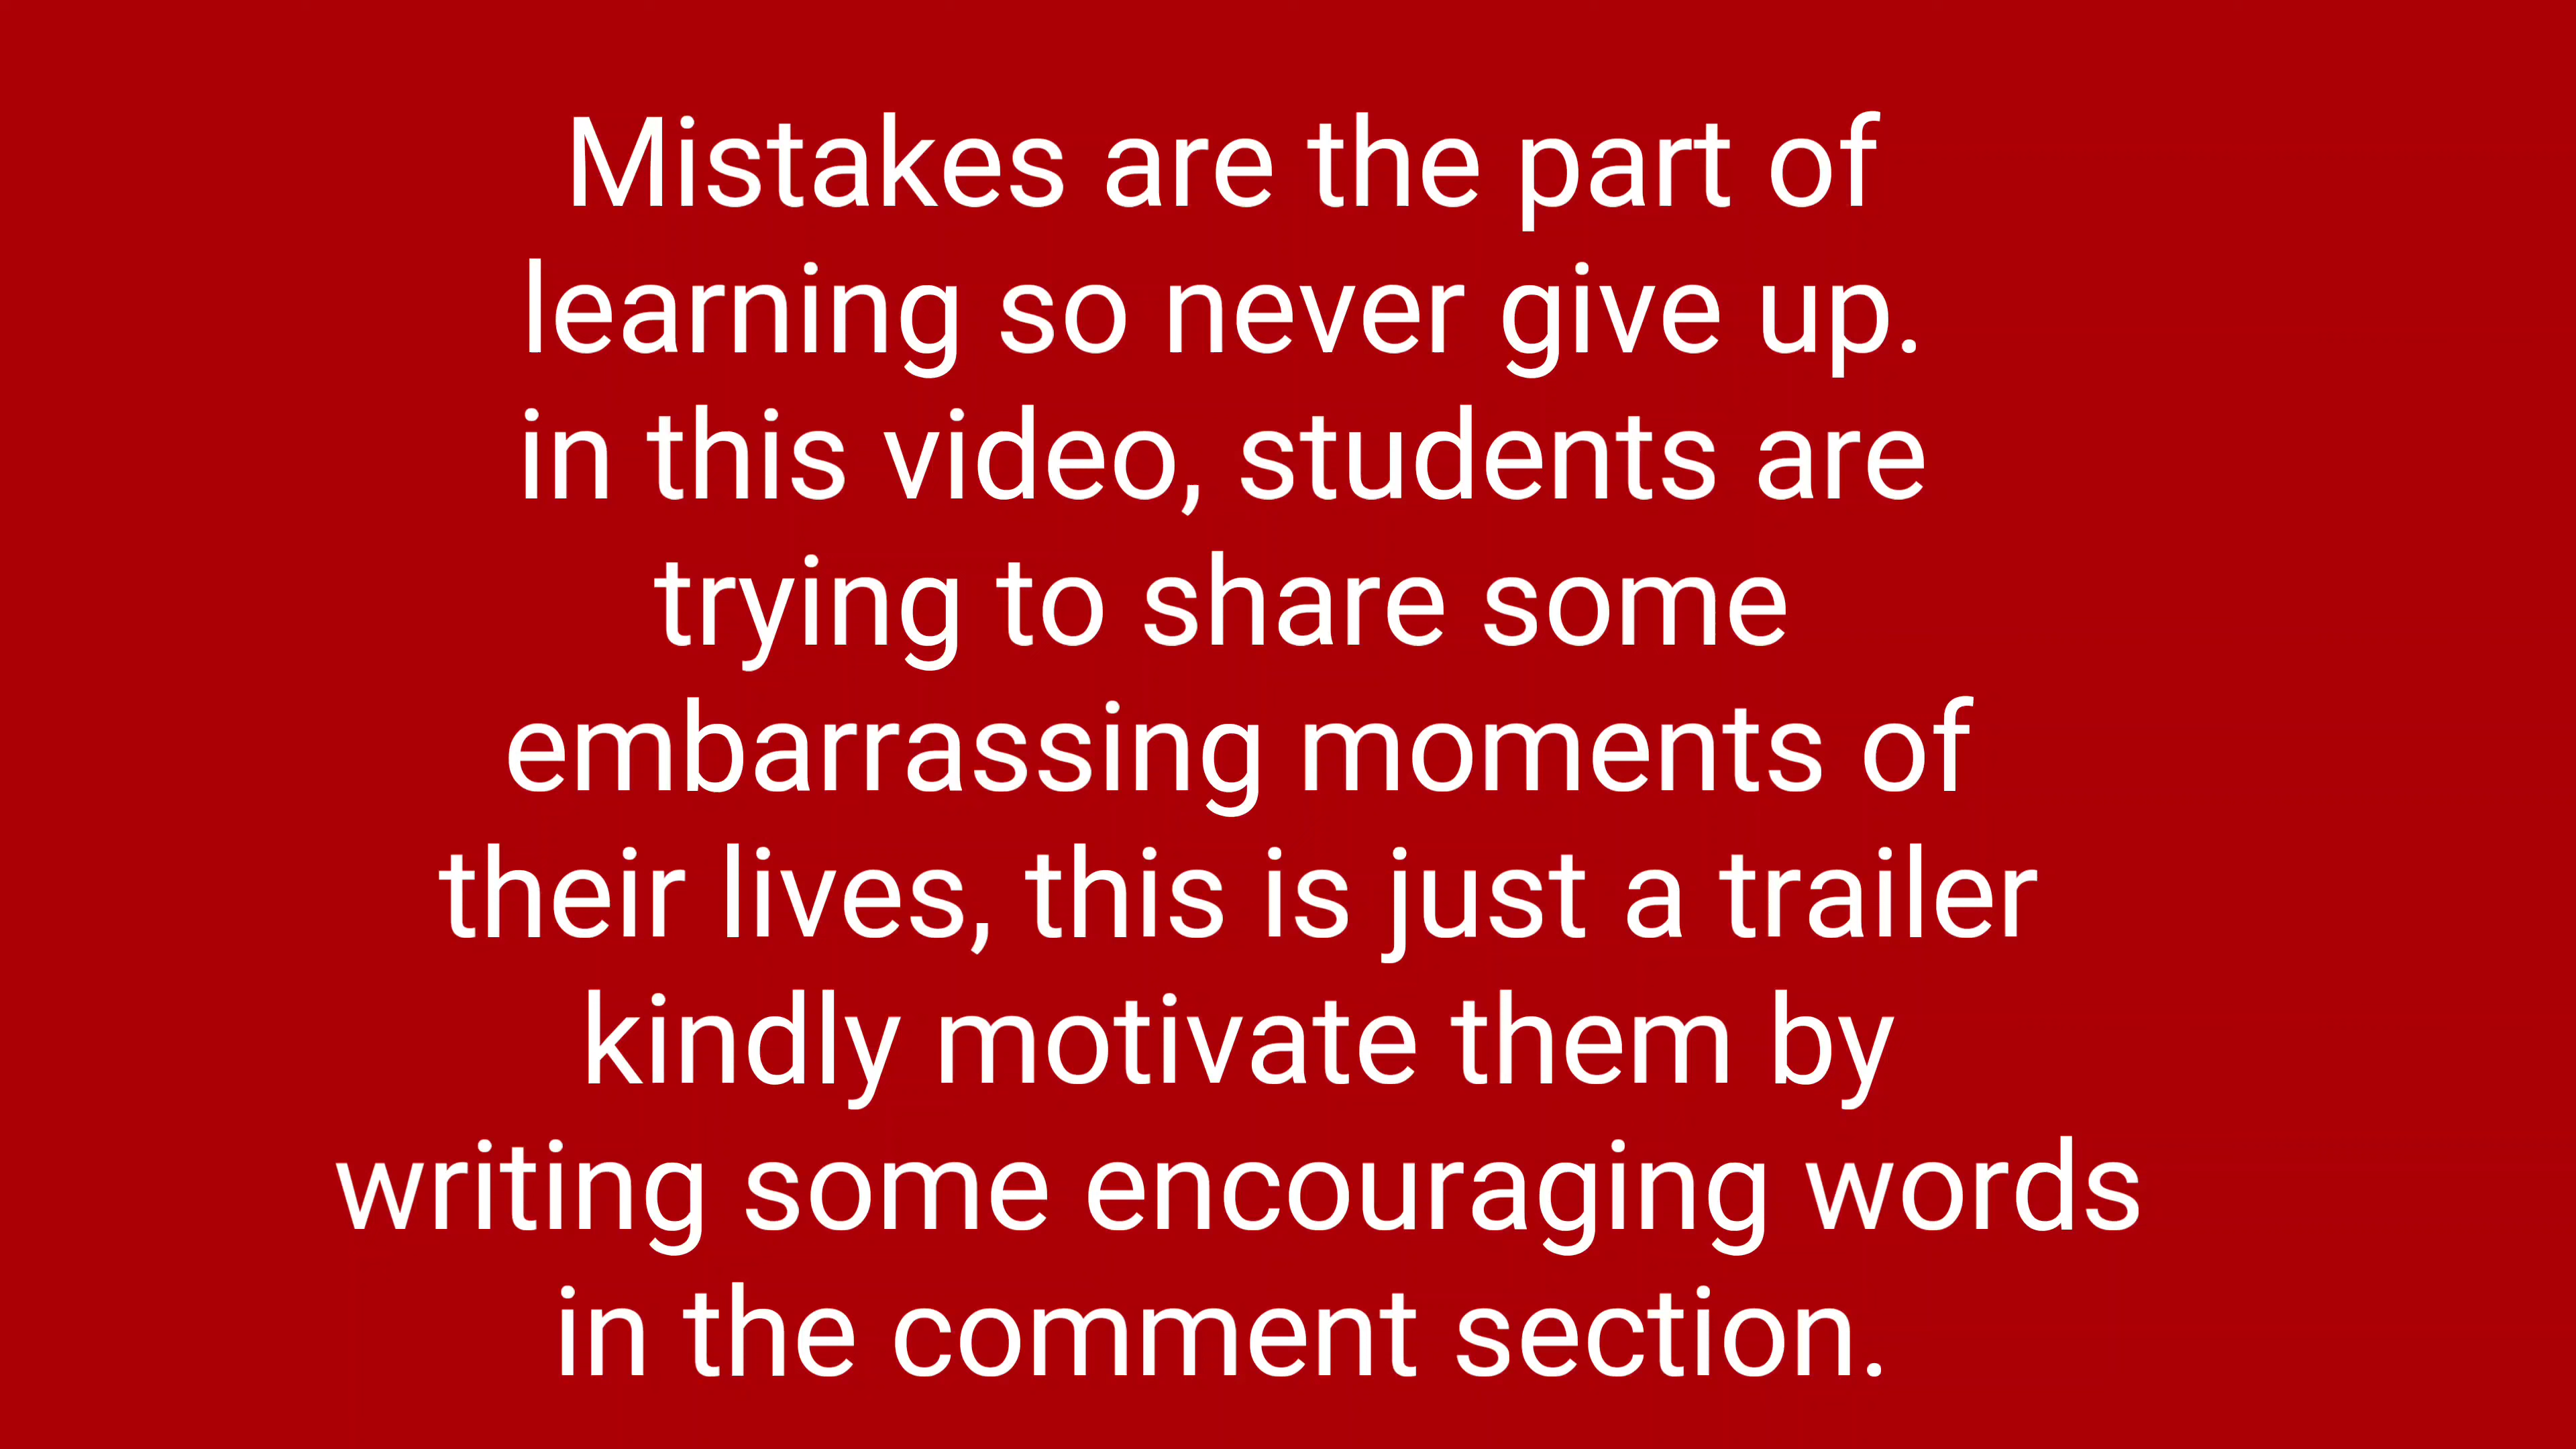 Mistakes are the part of
learning so never give up.
in this video, students are
trying to share some
embarrassing moments of
their lives, this is just a trailer
kindly motivate them by
writing some encouraging words
in the comment section.